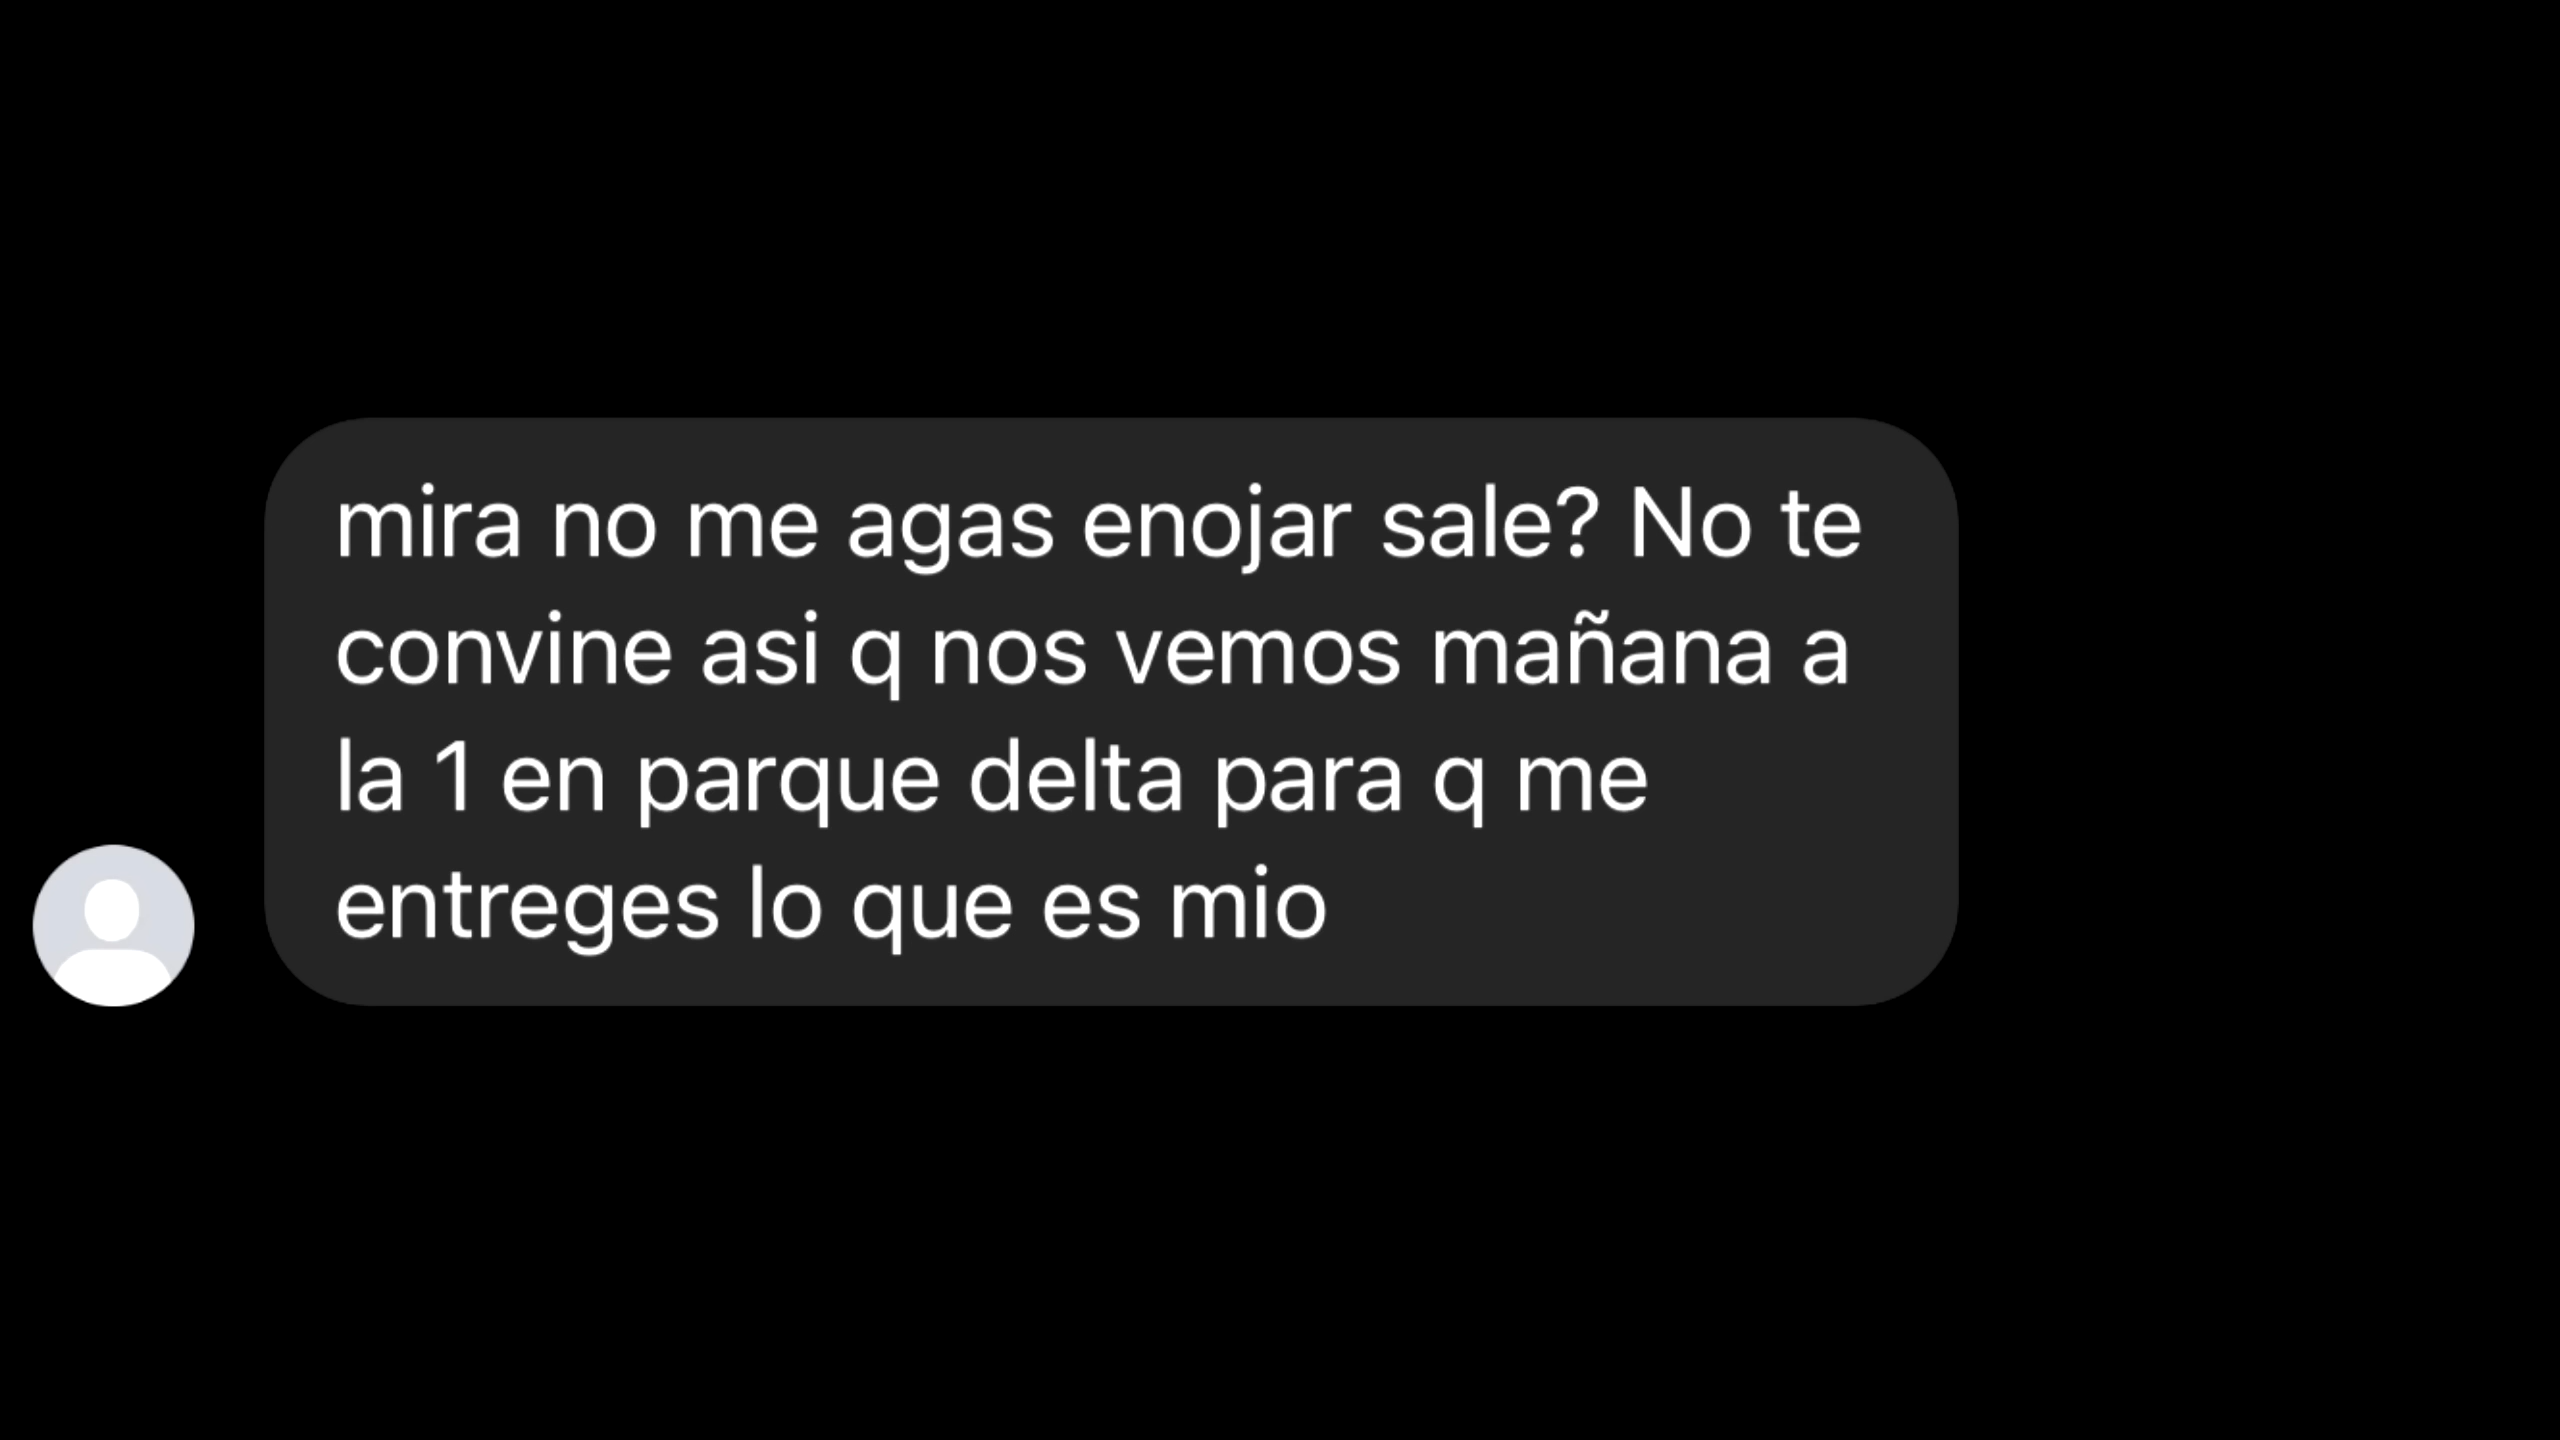 mira no me agas enojar sale? No te
convine asi q nos vemos mañana a
la 1 en parque delta para q me
entreges lo que es mio